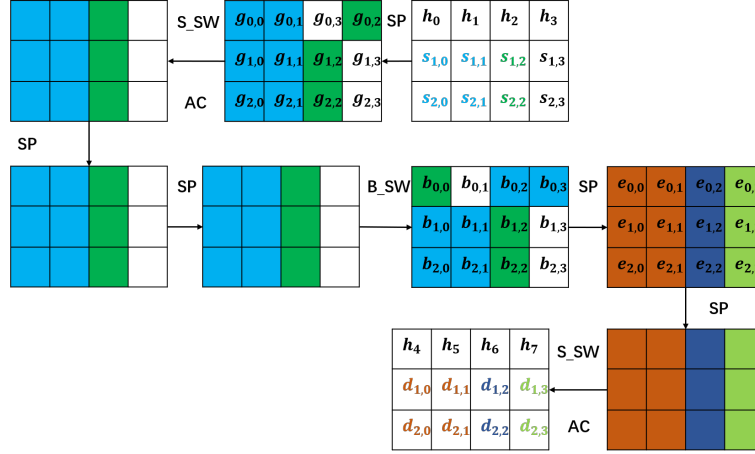 S_SW
g0,0 g0,1 g0,3 g0,2
SP
h0 h1 h2 h3
g1,0 g1,1 g1,2 g1,3
s1,0 s1,1 s1,2 s1,3
AC
g2,0 g2,1 g2,2 g2,3
s2,0 s2,1 s2,2 s2,3
SP
SP
B_SW
b0,0 b0,1 b0,2 b0,3
SP
e0,0 e0,1 e0,2 e0,
b1,0 b1,1 b1,2 b1,3
e1,0 e1,1 e1,2 e1,
b2,0 b2,1 b2,2 b2,3
e2,0 e2,1 e2,2 e2,
SP
h4 h5 h6 h7
S_SW
d1,0 d1,1 d1,2 d1,3
d2,0 d2,1 d2,2 d2,3
AC